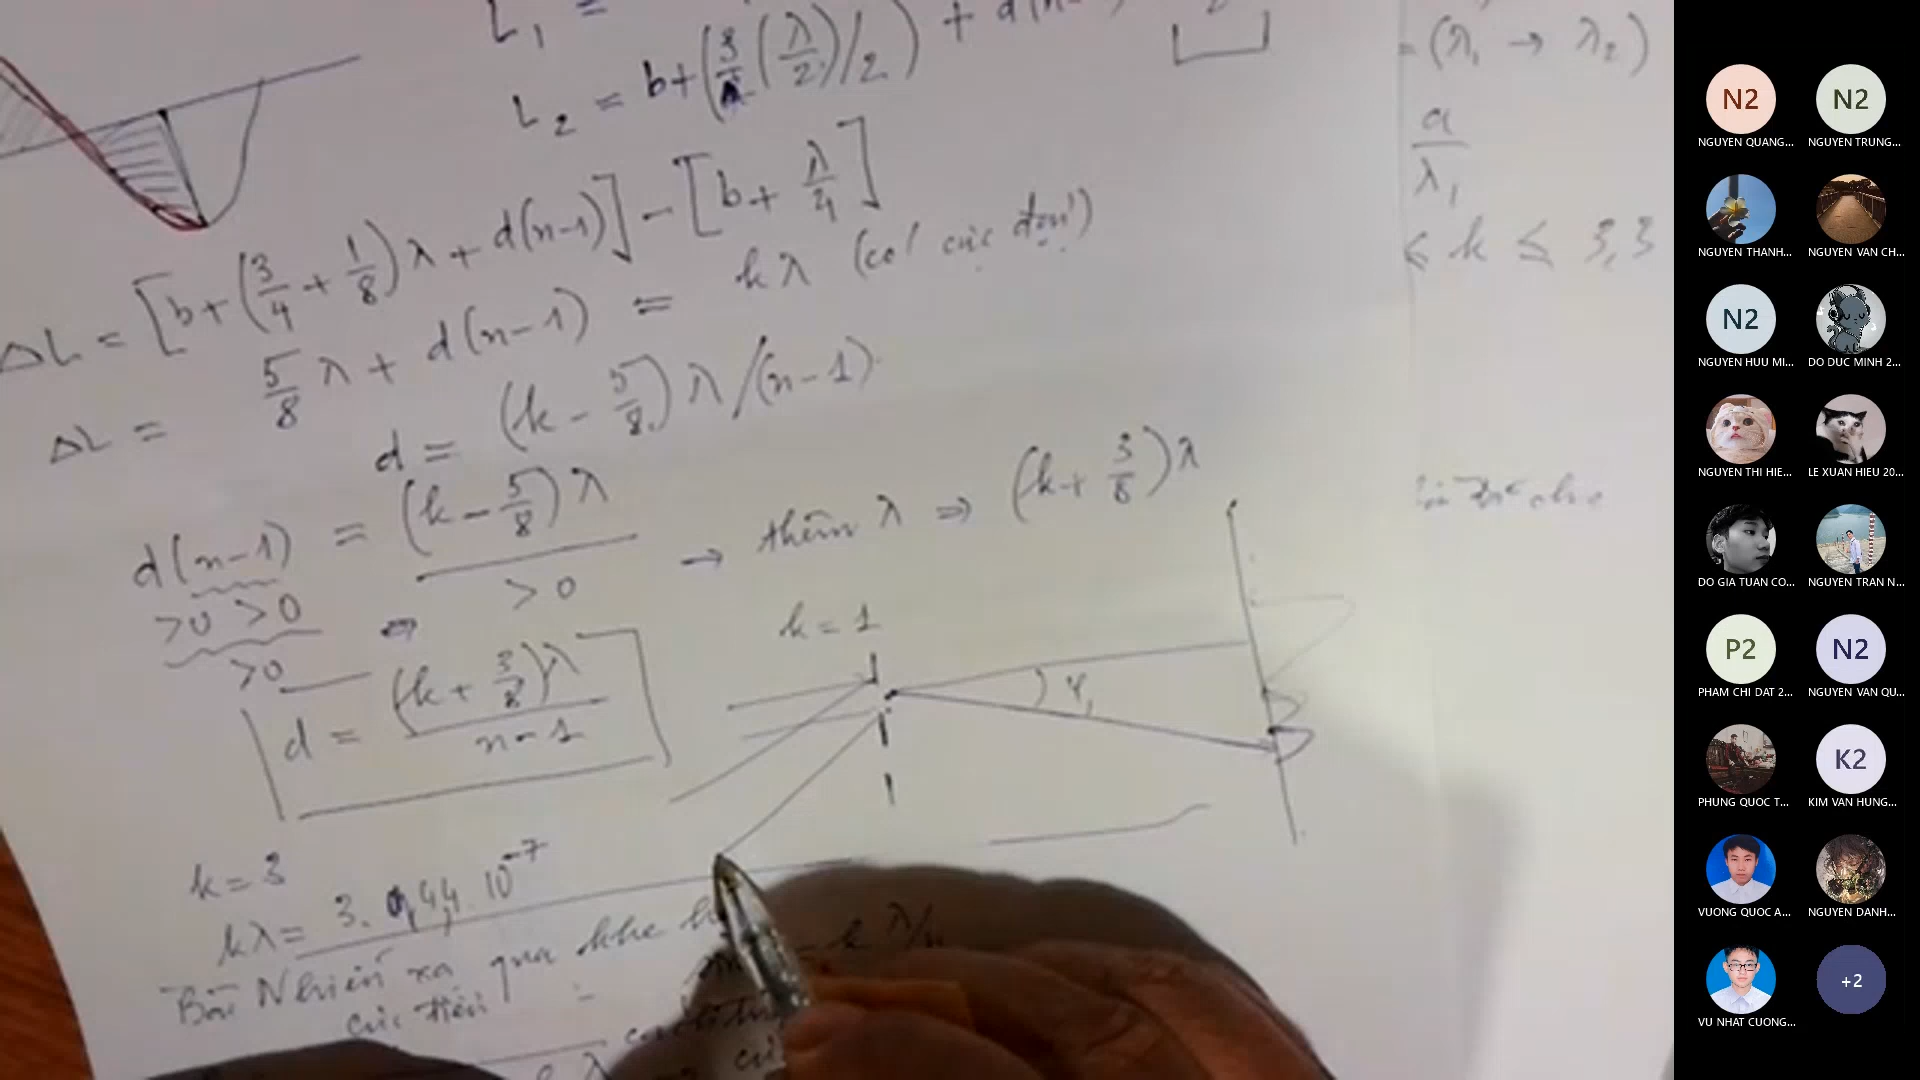 L₁ =
L₂ = b + (3/ (λ/2)/2) + d(n-
ΔL = [b + (3/4 + 1/8)λ + d(n-1)] - [b + λ/4]
ΔL = 5/8 λ + d(n-1) = kλ (có cực đại)
d = (k - 5/8) λ/(n-1)
d(n-1) = (k - 5/8)λ → thêm λ ⇒ (k + 3/8)λ
>0 >0
>0
>0
k = 1
d = (k + 3/8)λ / n-1
φ₁
k = 3
kλ = 3. 0,44. 10⁻⁷
Bài Nhiễu xạ qua khe
cực tiểu :
k λ/
= (λ₁ → λ₂)
a/λ₁
≤ k ≤ 3,3
N2
NGUYEN QUANG...
N2
NGUYEN TRUNG...
NGUYEN THANH...
NGUYEN VAN CH...
N2
NGUYEN HUU MI...
DO DUC MINH 2...
NGUYEN THI HIE...
LE XUAN HIEU 20...
DO GIA TUAN CO...
NGUYEN TRAN N...
P2
PHAM CHI DAT 2...
N2
NGUYEN VAN QU...
PHUNG QUOC T...
K2
KIM VAN HUNG...
VUONG QUOC A...
NGUYEN DANH...
VU NHAT CUONG...
+2